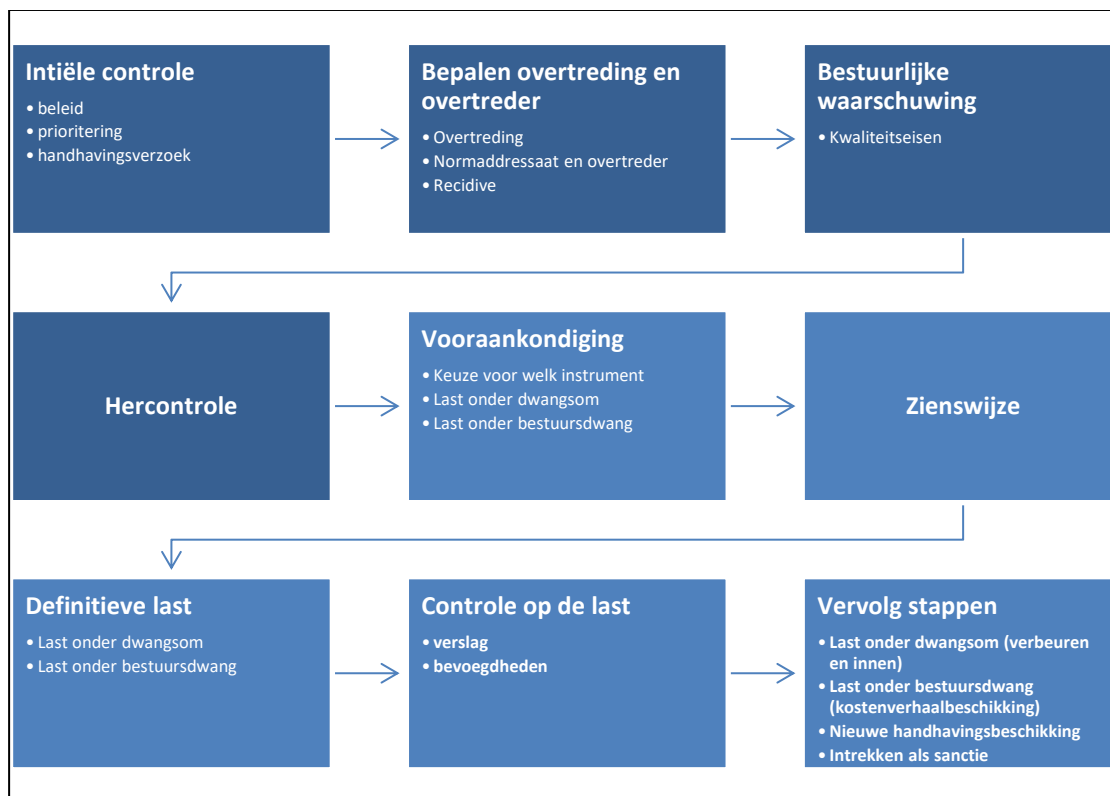 Intiële controle
• beleid
• prioritering
• handhavingsverzoek
Bepalen overtreding en
overtreder
• Overtreding
• Normaddressaat en overtreder
• Recidive
Bestuurlijke
waarschuwing
• Kwaliteitseisen
Hercontrole
Vooraankondiging
• Keuze voor welk instrument
• Last onder dwangsom
• Last onder bestuursdwang
Zienswijze
Definitieve last
• Last onder dwangsom
• Last onder bestuursdwang
Controle op de last
• verslag
• bevoegdheden
Vervolg stappen
• Last onder dwangsom (verbeuren
en innen)
• Last onder bestuursdwang
(kostenverhaalbeschikking)
• Nieuwe handhavingsbeschikking
• Intrekken als sanctie